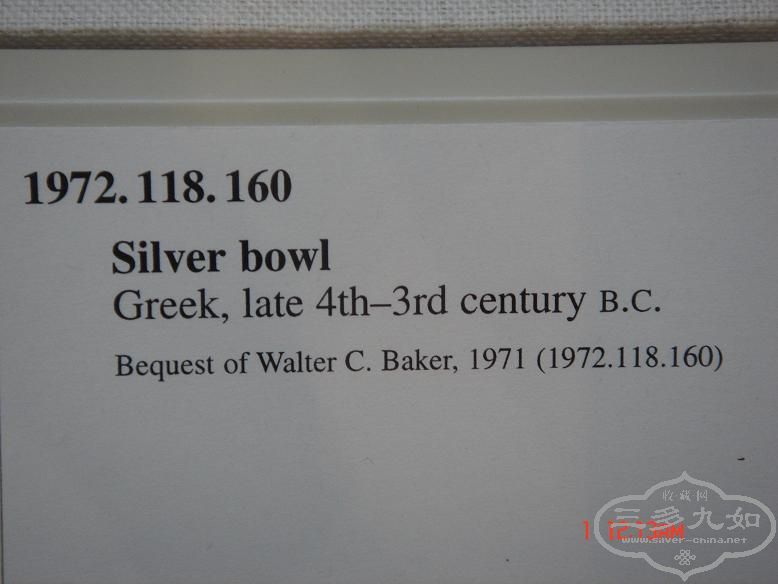 1972.118.160
Silver bowl
Greek, late 4th–3rd century B.C.
Bequest of Walter C. Baker, 1971 (1972.118.160)
收藏网
三多九如
www.silver-china.net